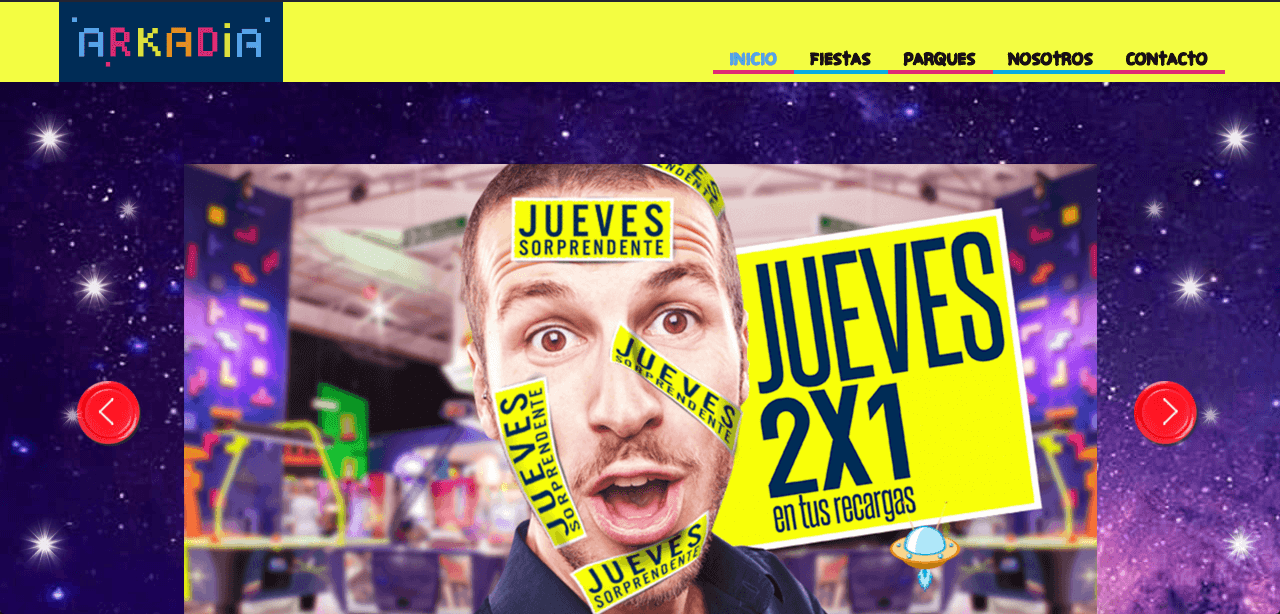 ARKADiA
INICIO
FIESTAS
PARQUES
NOSOTROS
CONTACTO
JUEVES
SORPRENDENTE
JUEVES
2X1
en tus recargas
JUEVES
SORPRENDENTE
JUEVES
SORPRENDENTE
JUEVES
SORPRENDENTE